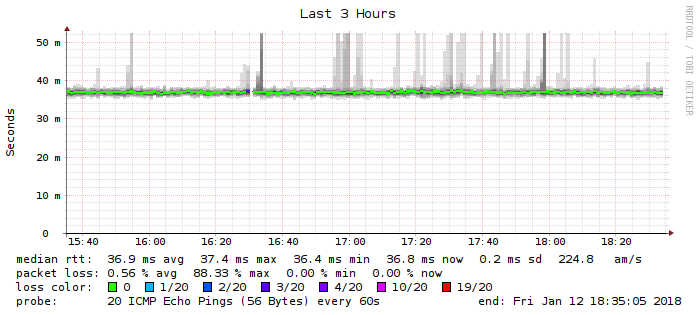 Last 3 Hours
RRDTOOL / TOBI OETIKER
Seconds
50 m
40 m
30 m
20 m
10 m
0
15:40 16:00 16:20 16:40 17:00 17:20 17:40 18:00 18:20
median rtt: 36.9 ms avg 37.4 ms max 36.4 ms min 36.8 ms now 0.2 ms sd 224.8 am/s
packet loss: 0.56 % avg 88.33 % max 0.00 % min 0.00 % now
loss color: 0 1/20 2/20 3/20 4/20 10/20 19/20
probe: 20 ICMP Echo Pings (56 Bytes) every 60s end: Fri Jan 12 18:35:05 2018